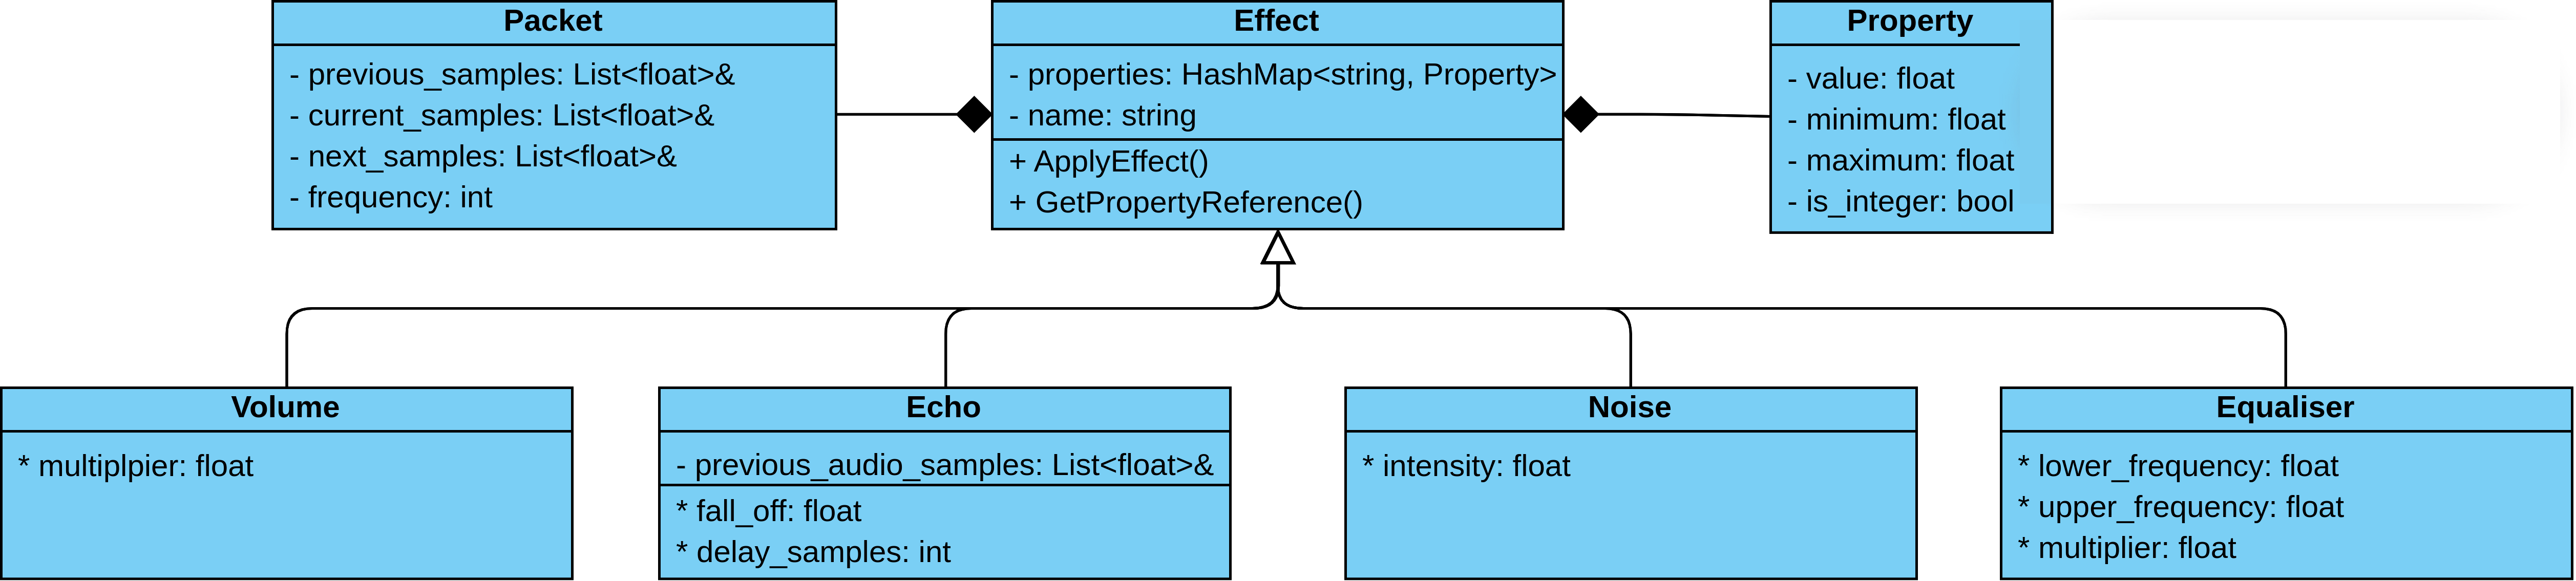 Packet
- previous_samples: List<float>&
- current_samples: List<float>&
- next_samples: List<float>&
- frequency: int
Effect
- properties: HashMap<string, Property>
- name: string
+ ApplyEffect()
+ GetPropertyReference()
Property
- value: float
- minimum: float
- maximum: float
- is_integer: bool
Volume
* multiplpier: float
Echo
- previous_audio_samples: List<float>&
* fall_off: float
* delay_samples: int
Noise
* intensity: float
Equaliser
* lower_frequency: float
* upper_frequency: float
* multiplier: float